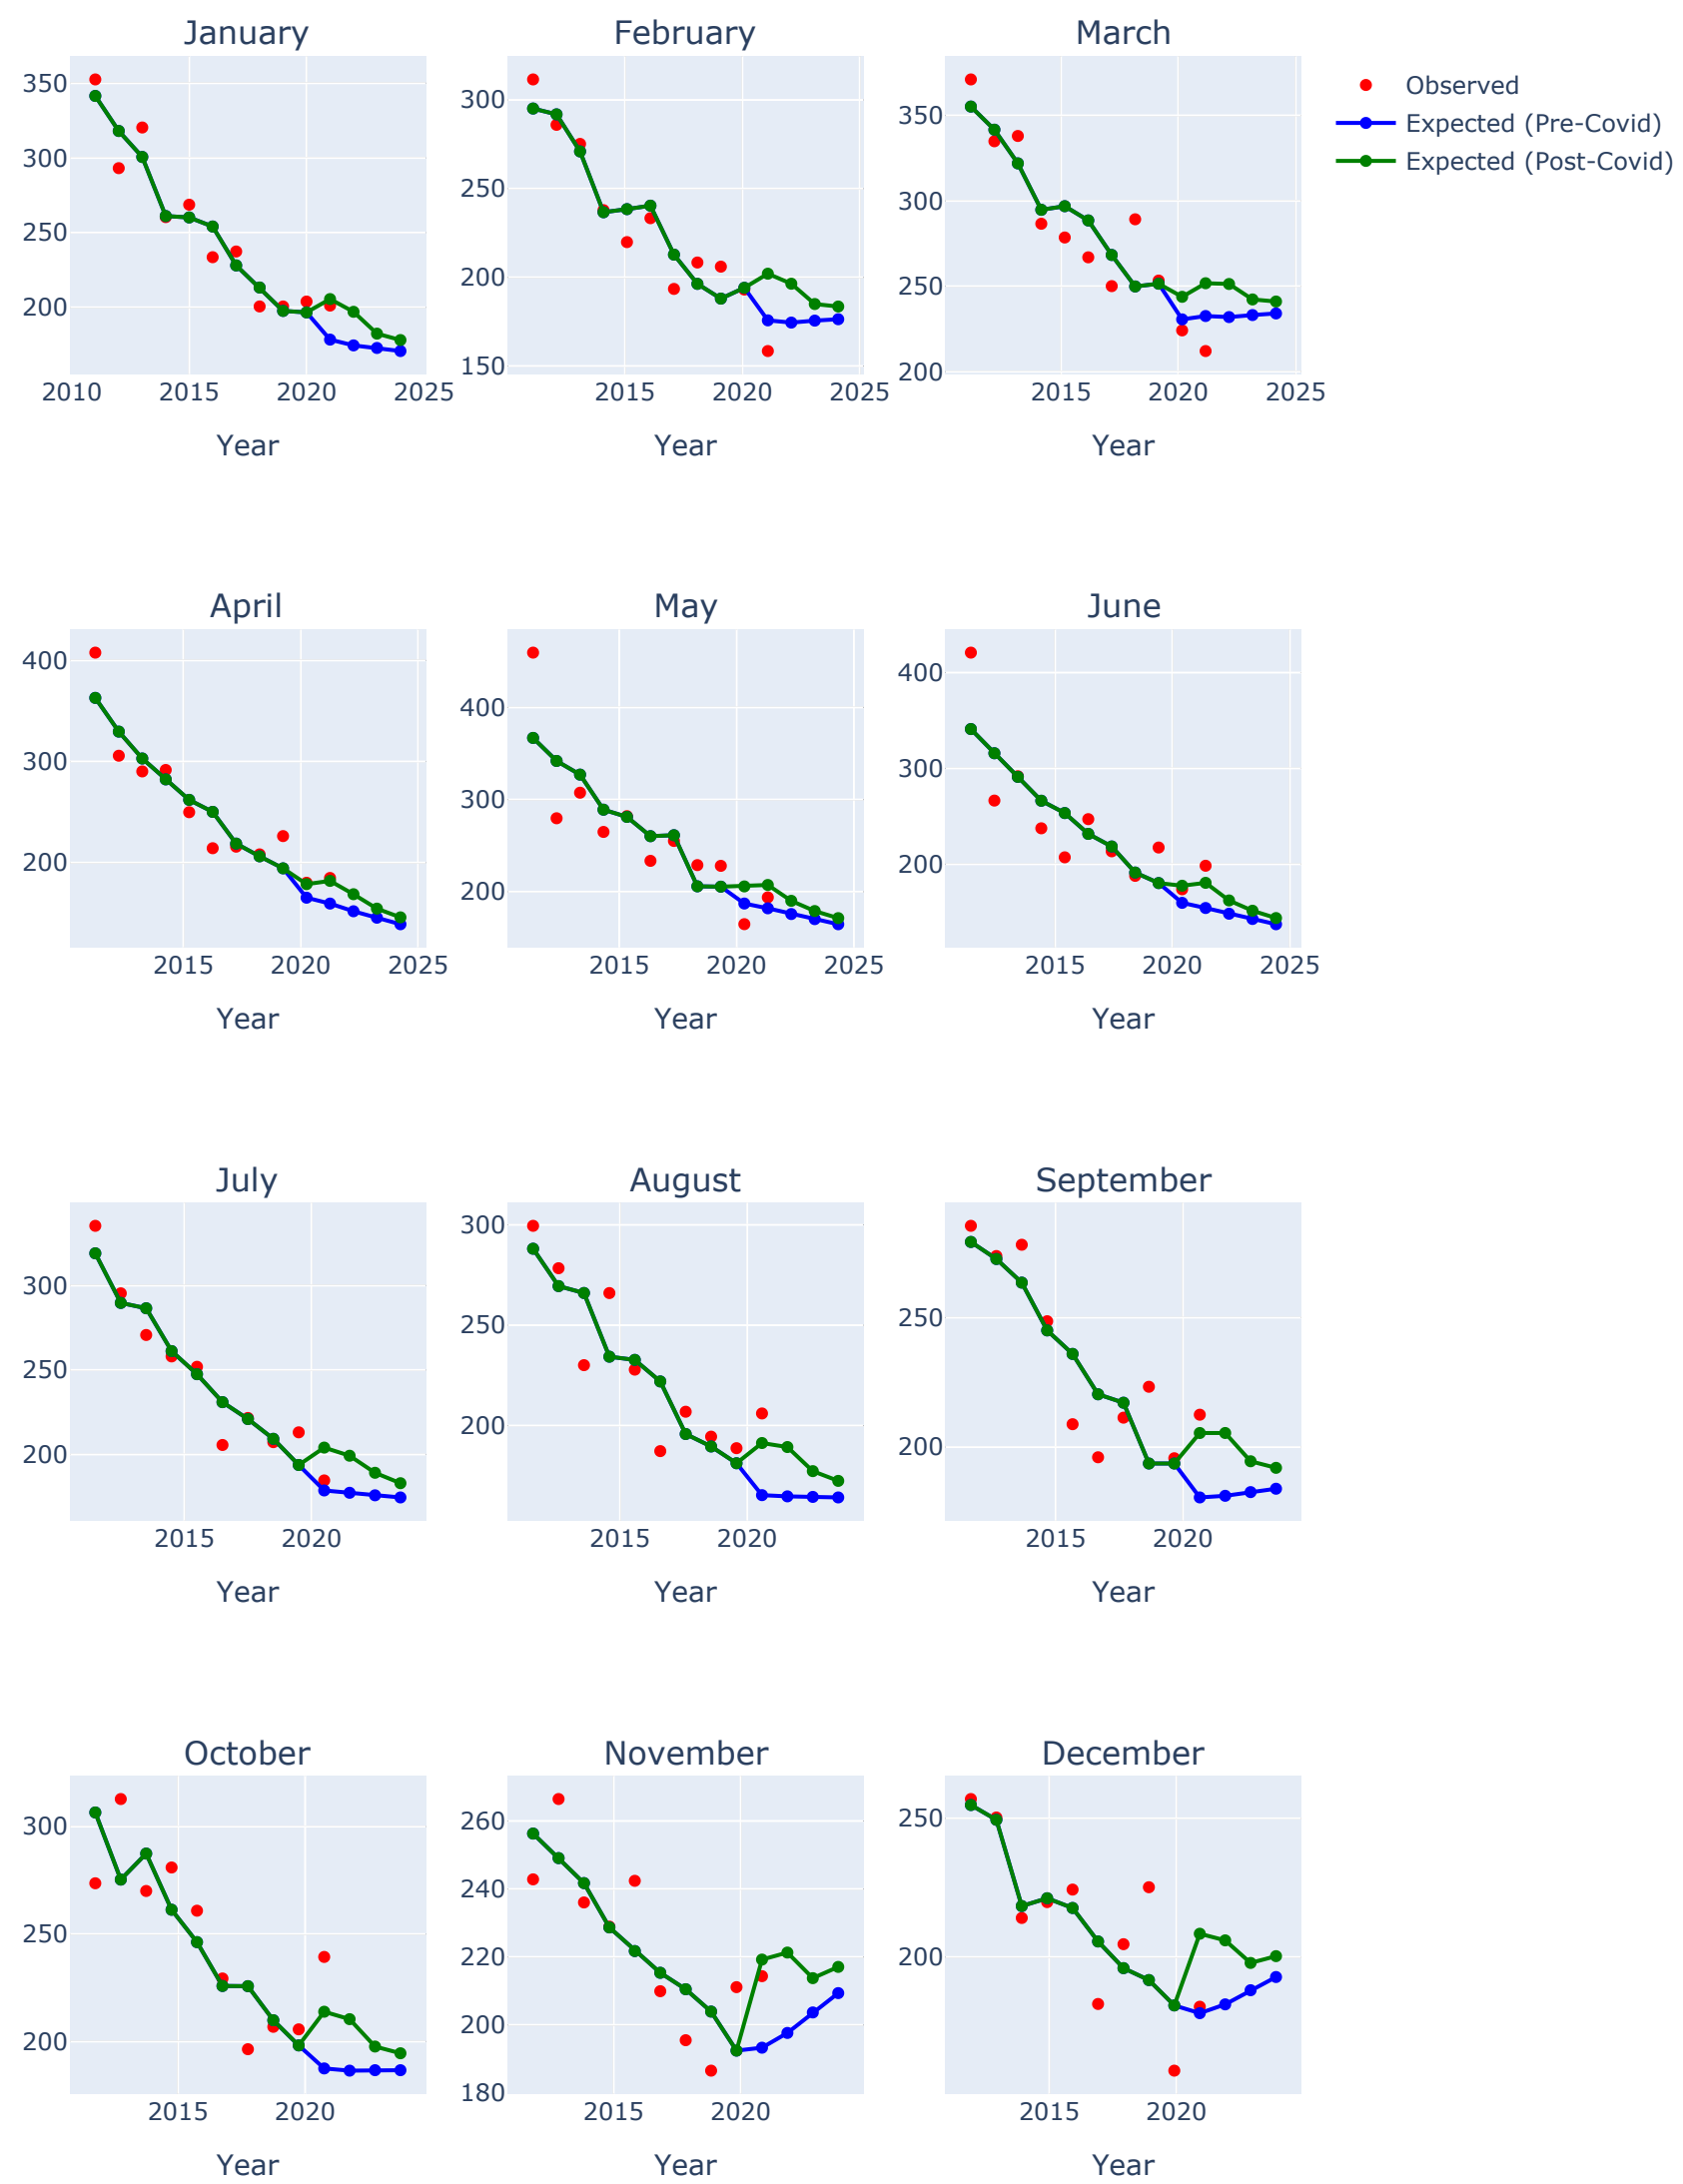 January
February
March
350
300
250
200
2010
2015
2020
2025
Year
300
250
200
150
2015
2020
2025
Year
350
300
250
200
2015
2020
2025
Year
Observed
Expected (Pre-Covid)
Expected (Post-Covid)
April
May
June
400
300
200
2015
2020
2025
Year
400
300
200
2015
2020
2025
Year
400
300
200
2015
2020
2025
Year
July
August
September
300
250
200
2015
2020
Year
300
250
200
2015
2020
Year
250
200
2015
2020
Year
October
November
December
300
250
200
2015
2020
Year
260
240
220
200
180
2015
2020
Year
250
200
2015
2020
Year